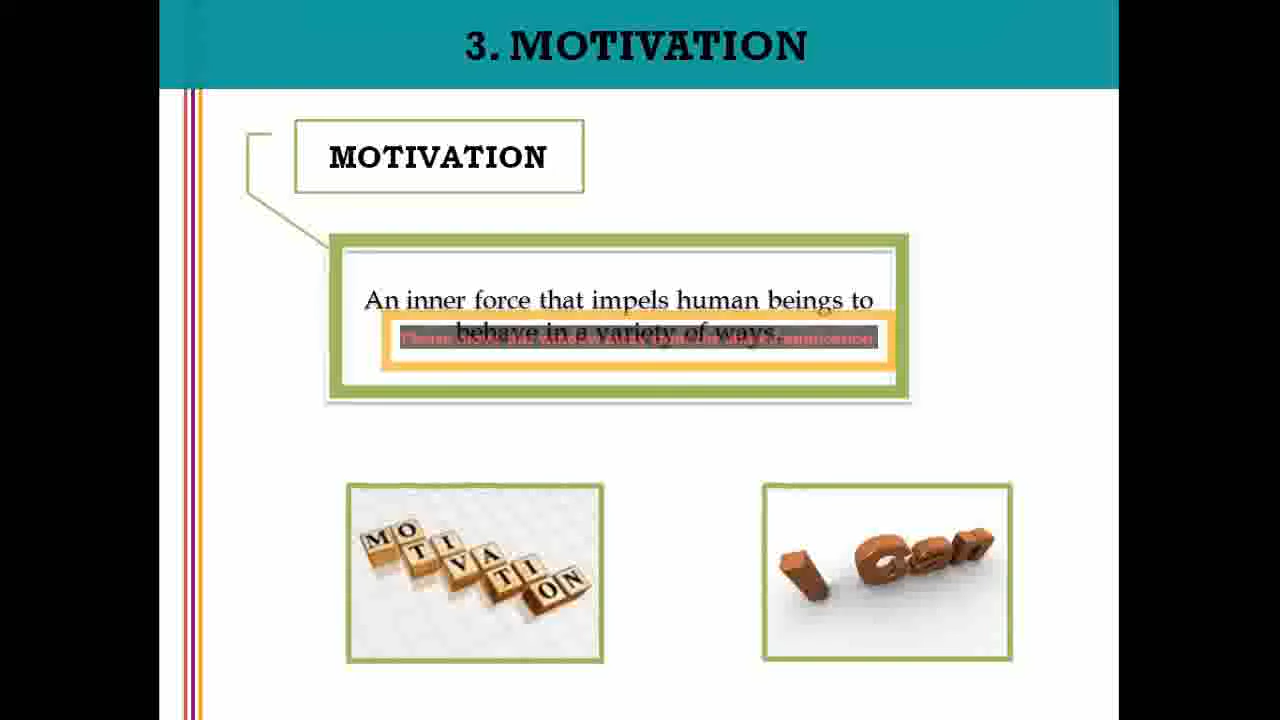 3. MOTIVATION
MOTIVATION
An inner force that impels human beings to
behave in a variety of ways.
MOTIVATION
I can